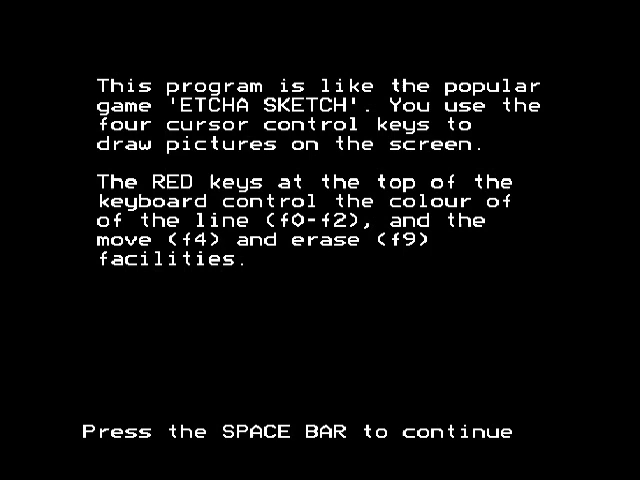 This program is like the popular
game 'ETCHA SKETCH'. You use the
four cursor control keys to
draw pictures on the screen.
The RED keys at the top of the
keyboard control the colour of
of the line (f0-f2), and the
move (f4) and erase (f9)
facilities.
Press the SPACE BAR to continue